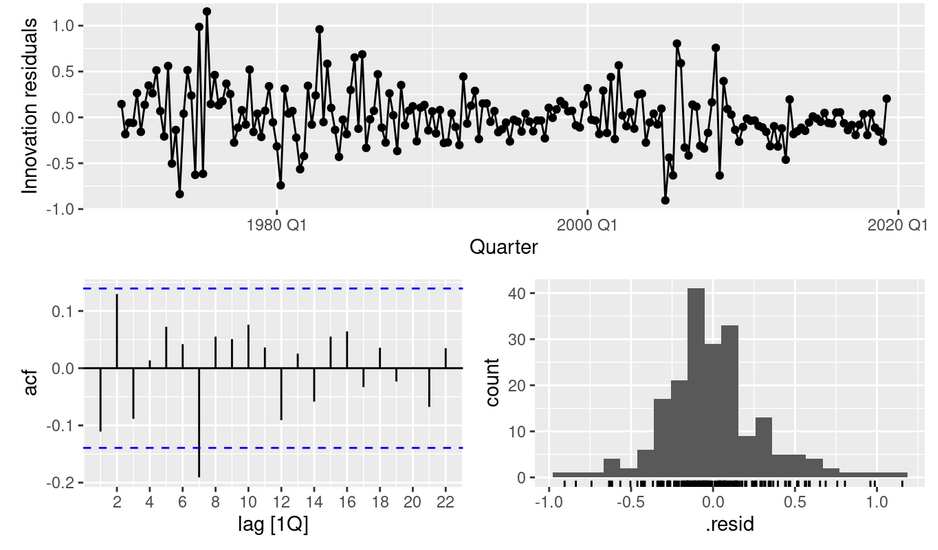 Innovation residuals
1.0
0.5
0.0
-0.5
-1.0
1980 Q1 2000 Q1 2020 Q1
Quarter
acf
0.1
0.0
-0.1
-0.2
2 4 6 8 10 12 14 16 18 20 22
lag [1Q]
count
40
30
20
10
0
-1.0 -0.5 0.0 0.5 1.0
.resid